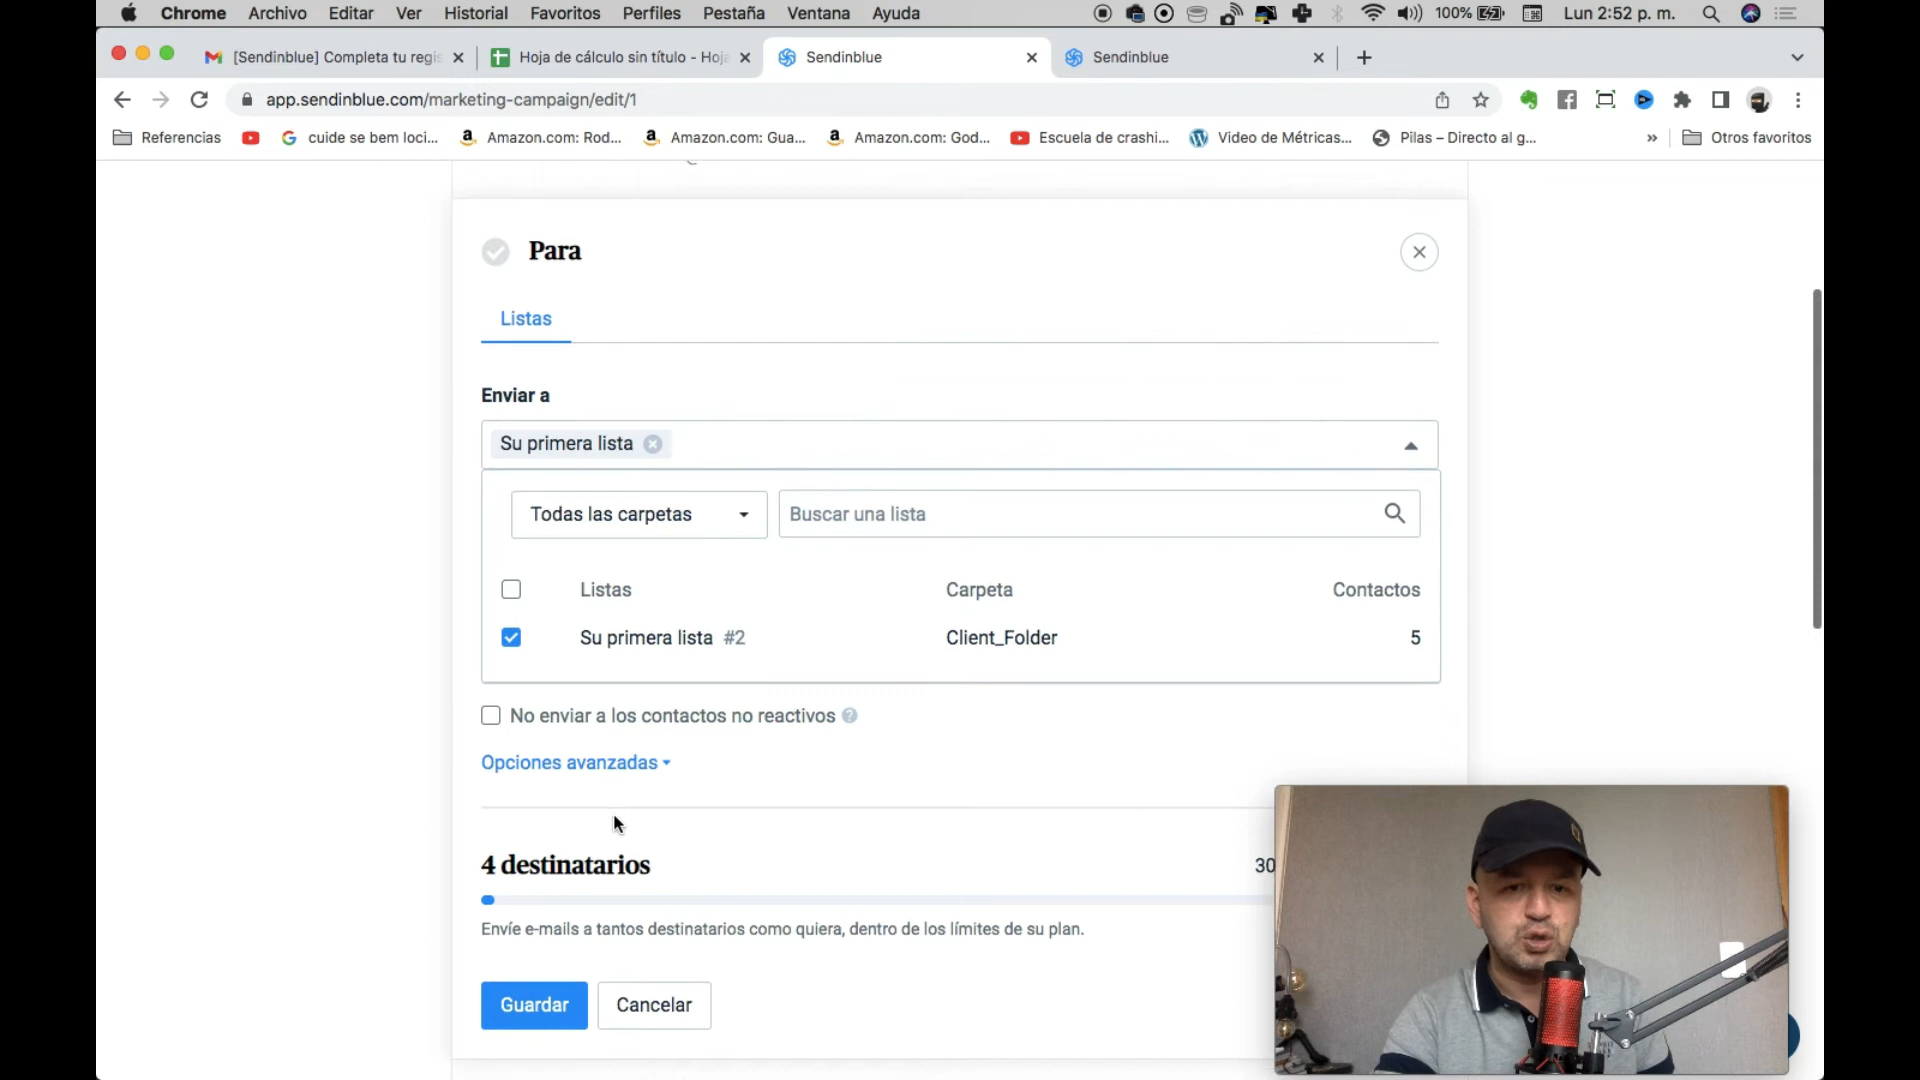 Chrome Archivo Editar Ver Historial Favoritos Perfiles Pestaña Ventana Ayuda 100% Lun 2:52 p. m.
[Sendinblue] Completa tu regis Hoja de cálculo sin título - Hoja Sendinblue Sendinblue
app.sendinblue.com/marketing-campaign/edit/1
Referencias cuide se bem loci... Amazon.com: Rod... Amazon.com: Gua... Amazon.com: God... Escuela de crashi... Video de Métricas... Pilas – Directo al g... » Otros favoritos
Para
Listas
Enviar a
Su primera lista
Todas las carpetas Buscar una lista
Listas Carpeta Contactos
Su primera lista #2 Client_Folder 5
No enviar a los contactos no reactivos ?
Opciones avanzadas
4 destinatarios 30
Envíe e-mails a tantos destinatarios como quiera, dentro de los límites de su plan.
Guardar Cancelar